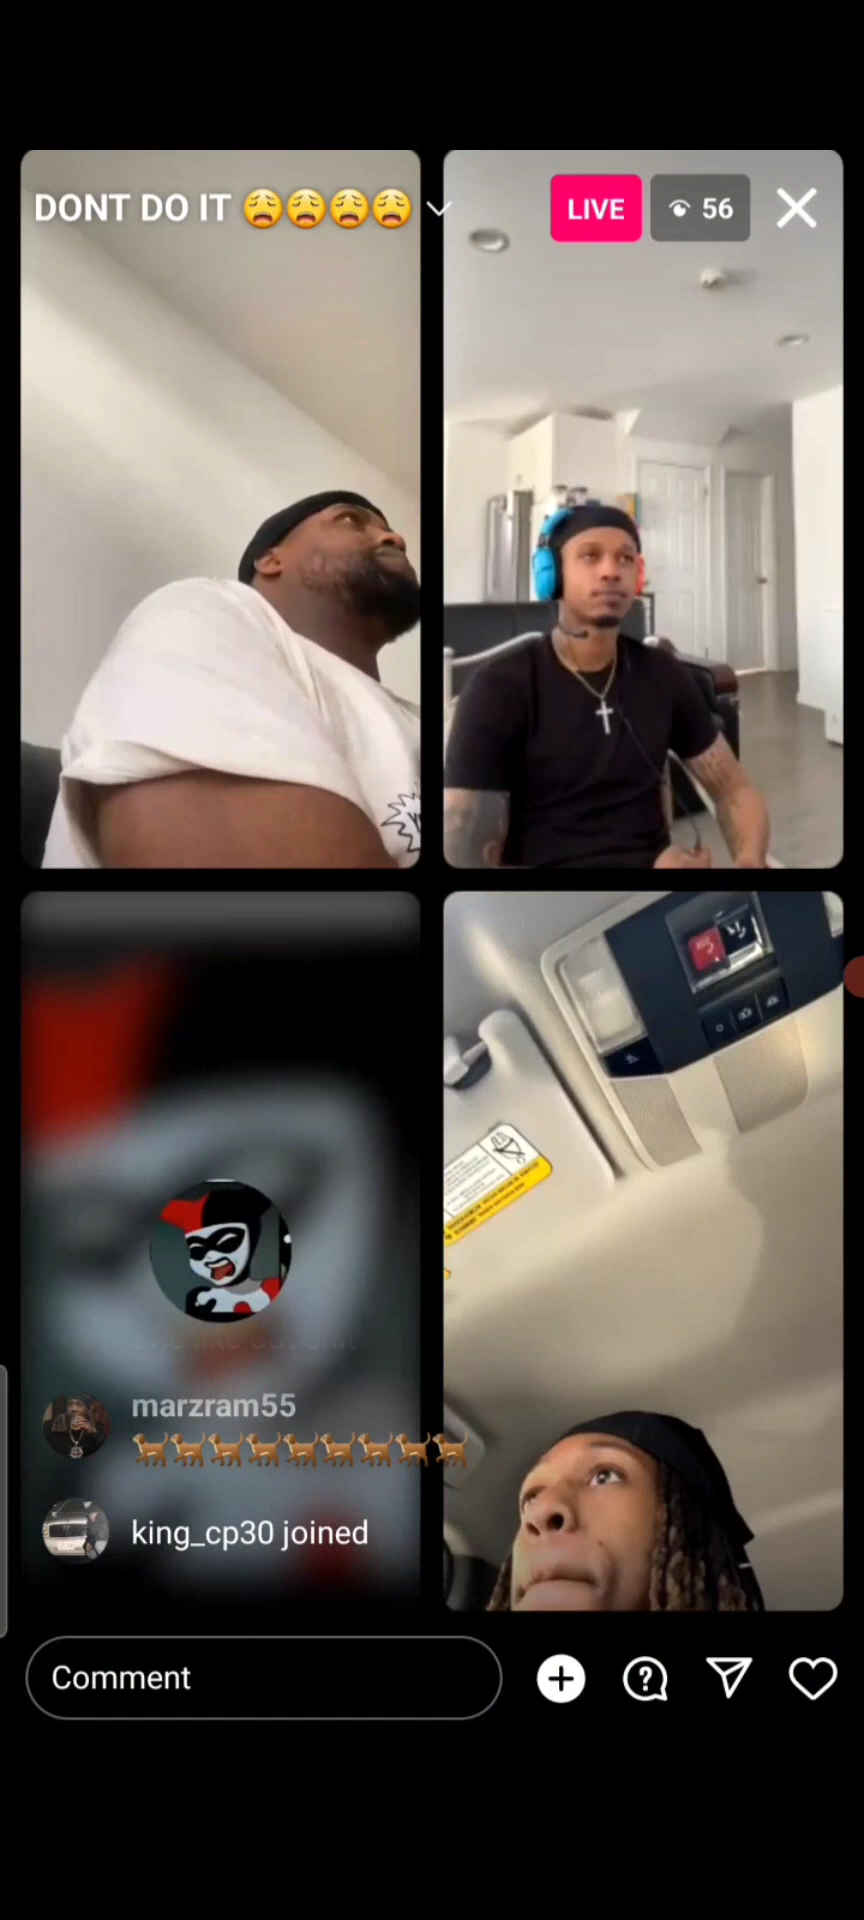 DONT DO IT 😩😩😩😩
LIVE
56
marzram55
🐕🐕🐕🐕🐕🐕🐕🐕
king_cp30 joined
Comment